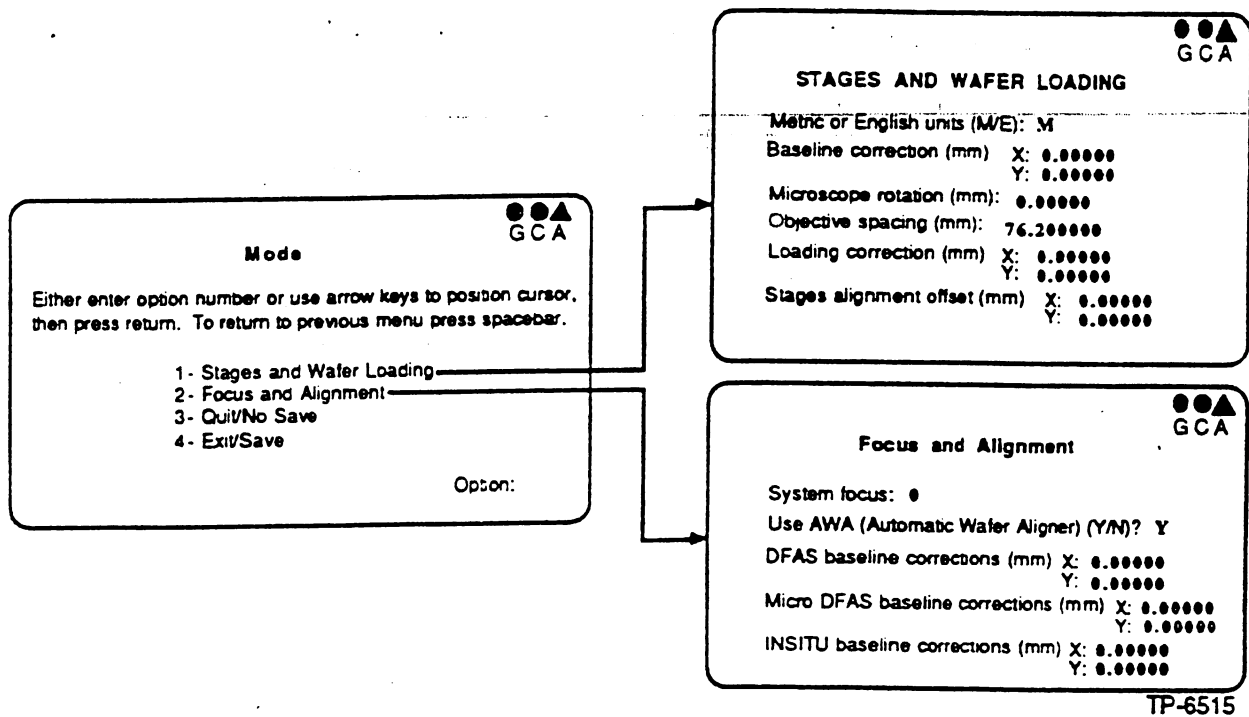 GCA
Mode
Either enter option number or use arrow keys to position cursor,
then press return. To return to previous menu press spacebar.
1- Stages and Wafer Loading
2- Focus and Alignment
3- Quit/No Save
4- Exit/Save
Option:
GCA
STAGES AND WAFER LOADING
Metric or English units (M/E): M
Baseline correction (mm) X: 0.00000
Y: 0.00000
Microscope rotation (mm): 0.00000
Objective spacing (mm): 76.200000
Loading correction (mm) X: 0.00000
Y: 0.00000
Stages alignment offset (mm) X: 0.00000
Y: 0.00000
GCA
Focus and Alignment
System focus: 0
Use AWA (Automatic Wafer Aligner) (Y/N)? Y
DFAS baseline corrections (mm) X: 0.00000
Y: 0.00000
Micro DFAS baseline corrections (mm) X: 0.00000
Y: 0.00000
INSITU baseline corrections (mm) X: 0.00000
Y: 0.00000
TP-6515